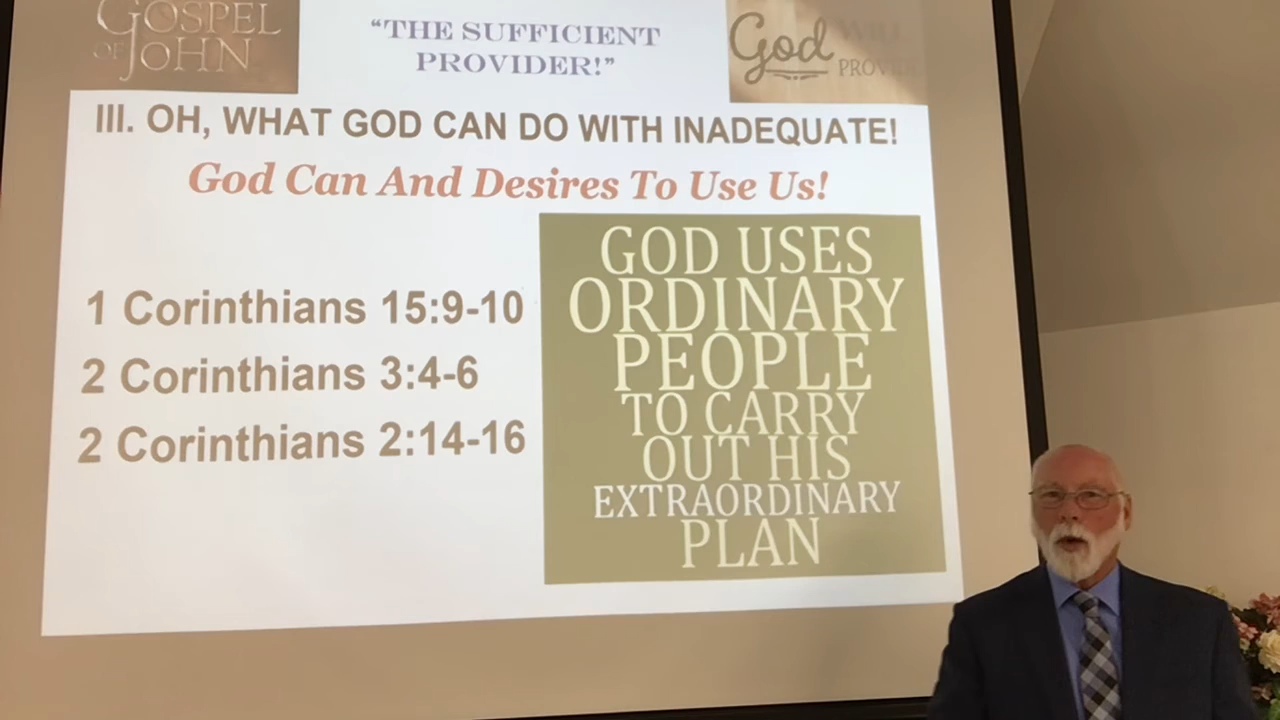 GOSPEL
OF JOHN
“THE SUFFICIENT
PROVIDER!”
God WILL
PROVIDE
III. OH, WHAT GOD CAN DO WITH INADEQUATE!
God Can And Desires To Use Us!
1 Corinthians 15:9-10
2 Corinthians 3:4-6
2 Corinthians 2:14-16
GOD USES
ORDINARY
PEOPLE
TO CARRY
OUT HIS
EXTRAORDINARY
PLAN